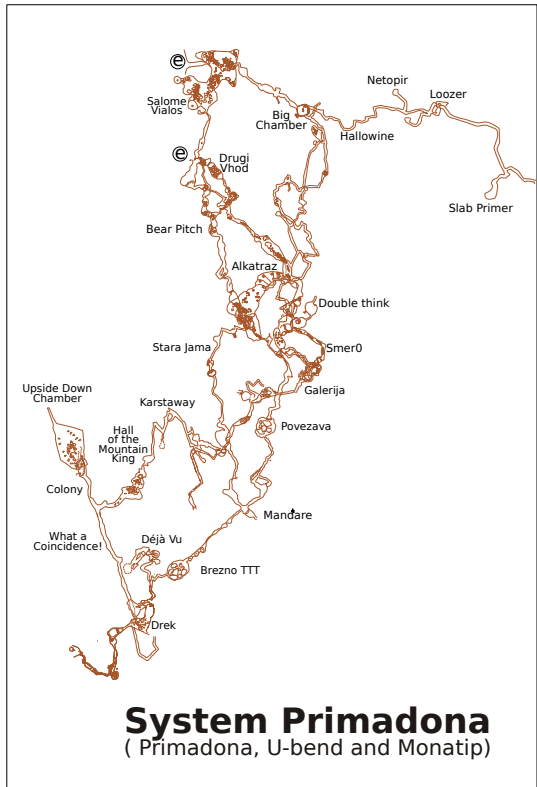 ⓔ
Netopir
Loozer
Salome
Vialos
Big
Chamber
Hallowine
ⓔ
Drugi
Vhod
Slab Primer
Bear Pitch
Alkatraz
Double think
Stara Jama
Smer0
Upside Down
Chamber
Karstaway
Galerija
Hall
of the
Mountain
King
Povezava
Colony
Mandare
What a
Coincidence!
Déjà Vu
Brezno TTT
Drek
System Primadona
( Primadona, U-bend and Monatip)